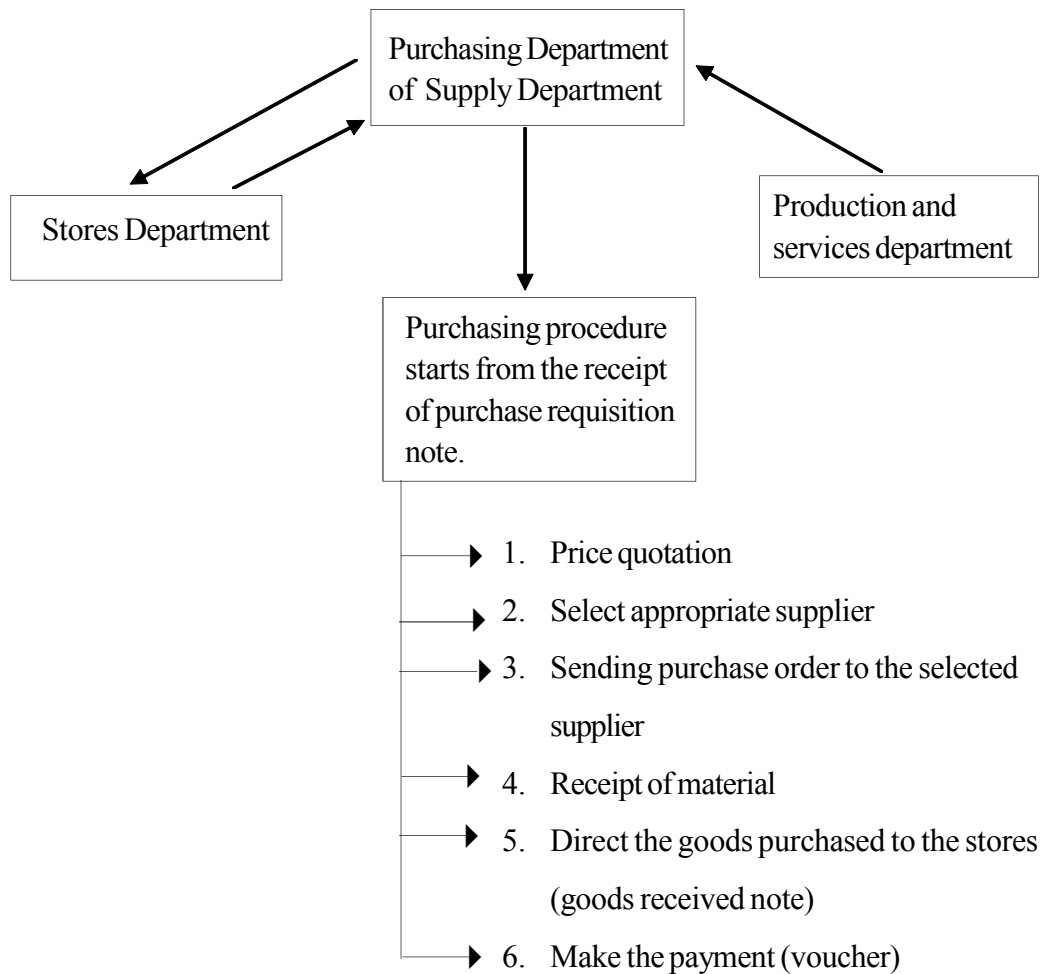 Purchasing Department
of Supply Department
Stores Department
Production and
services department
Purchasing procedure
starts from the receipt
of purchase requisition
note.
1. Price quotation
2. Select appropriate supplier
3. Sending purchase order to the selected
supplier
4. Receipt of material
5. Direct the goods purchased to the stores
(goods received note)
6. Make the payment (voucher)